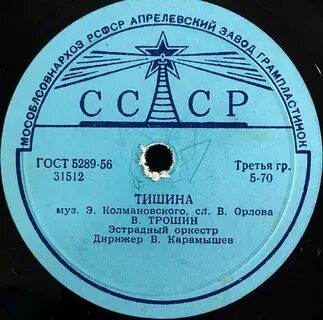 МОСОБЛСОВНАРХОЗ РСФСР АПРЕЛЕВСКИЙ ЗАВОД ГРАМПЛАСТИНОК
СССР
ГОСТ 5289-56
31512
Третья гр.
5-70
ТИШИНА
муз. Э. Колмановского, сл. В. Орлова
В. ТРОШИН
Эстрадный оркестр
Дирижер Б. Карамышев